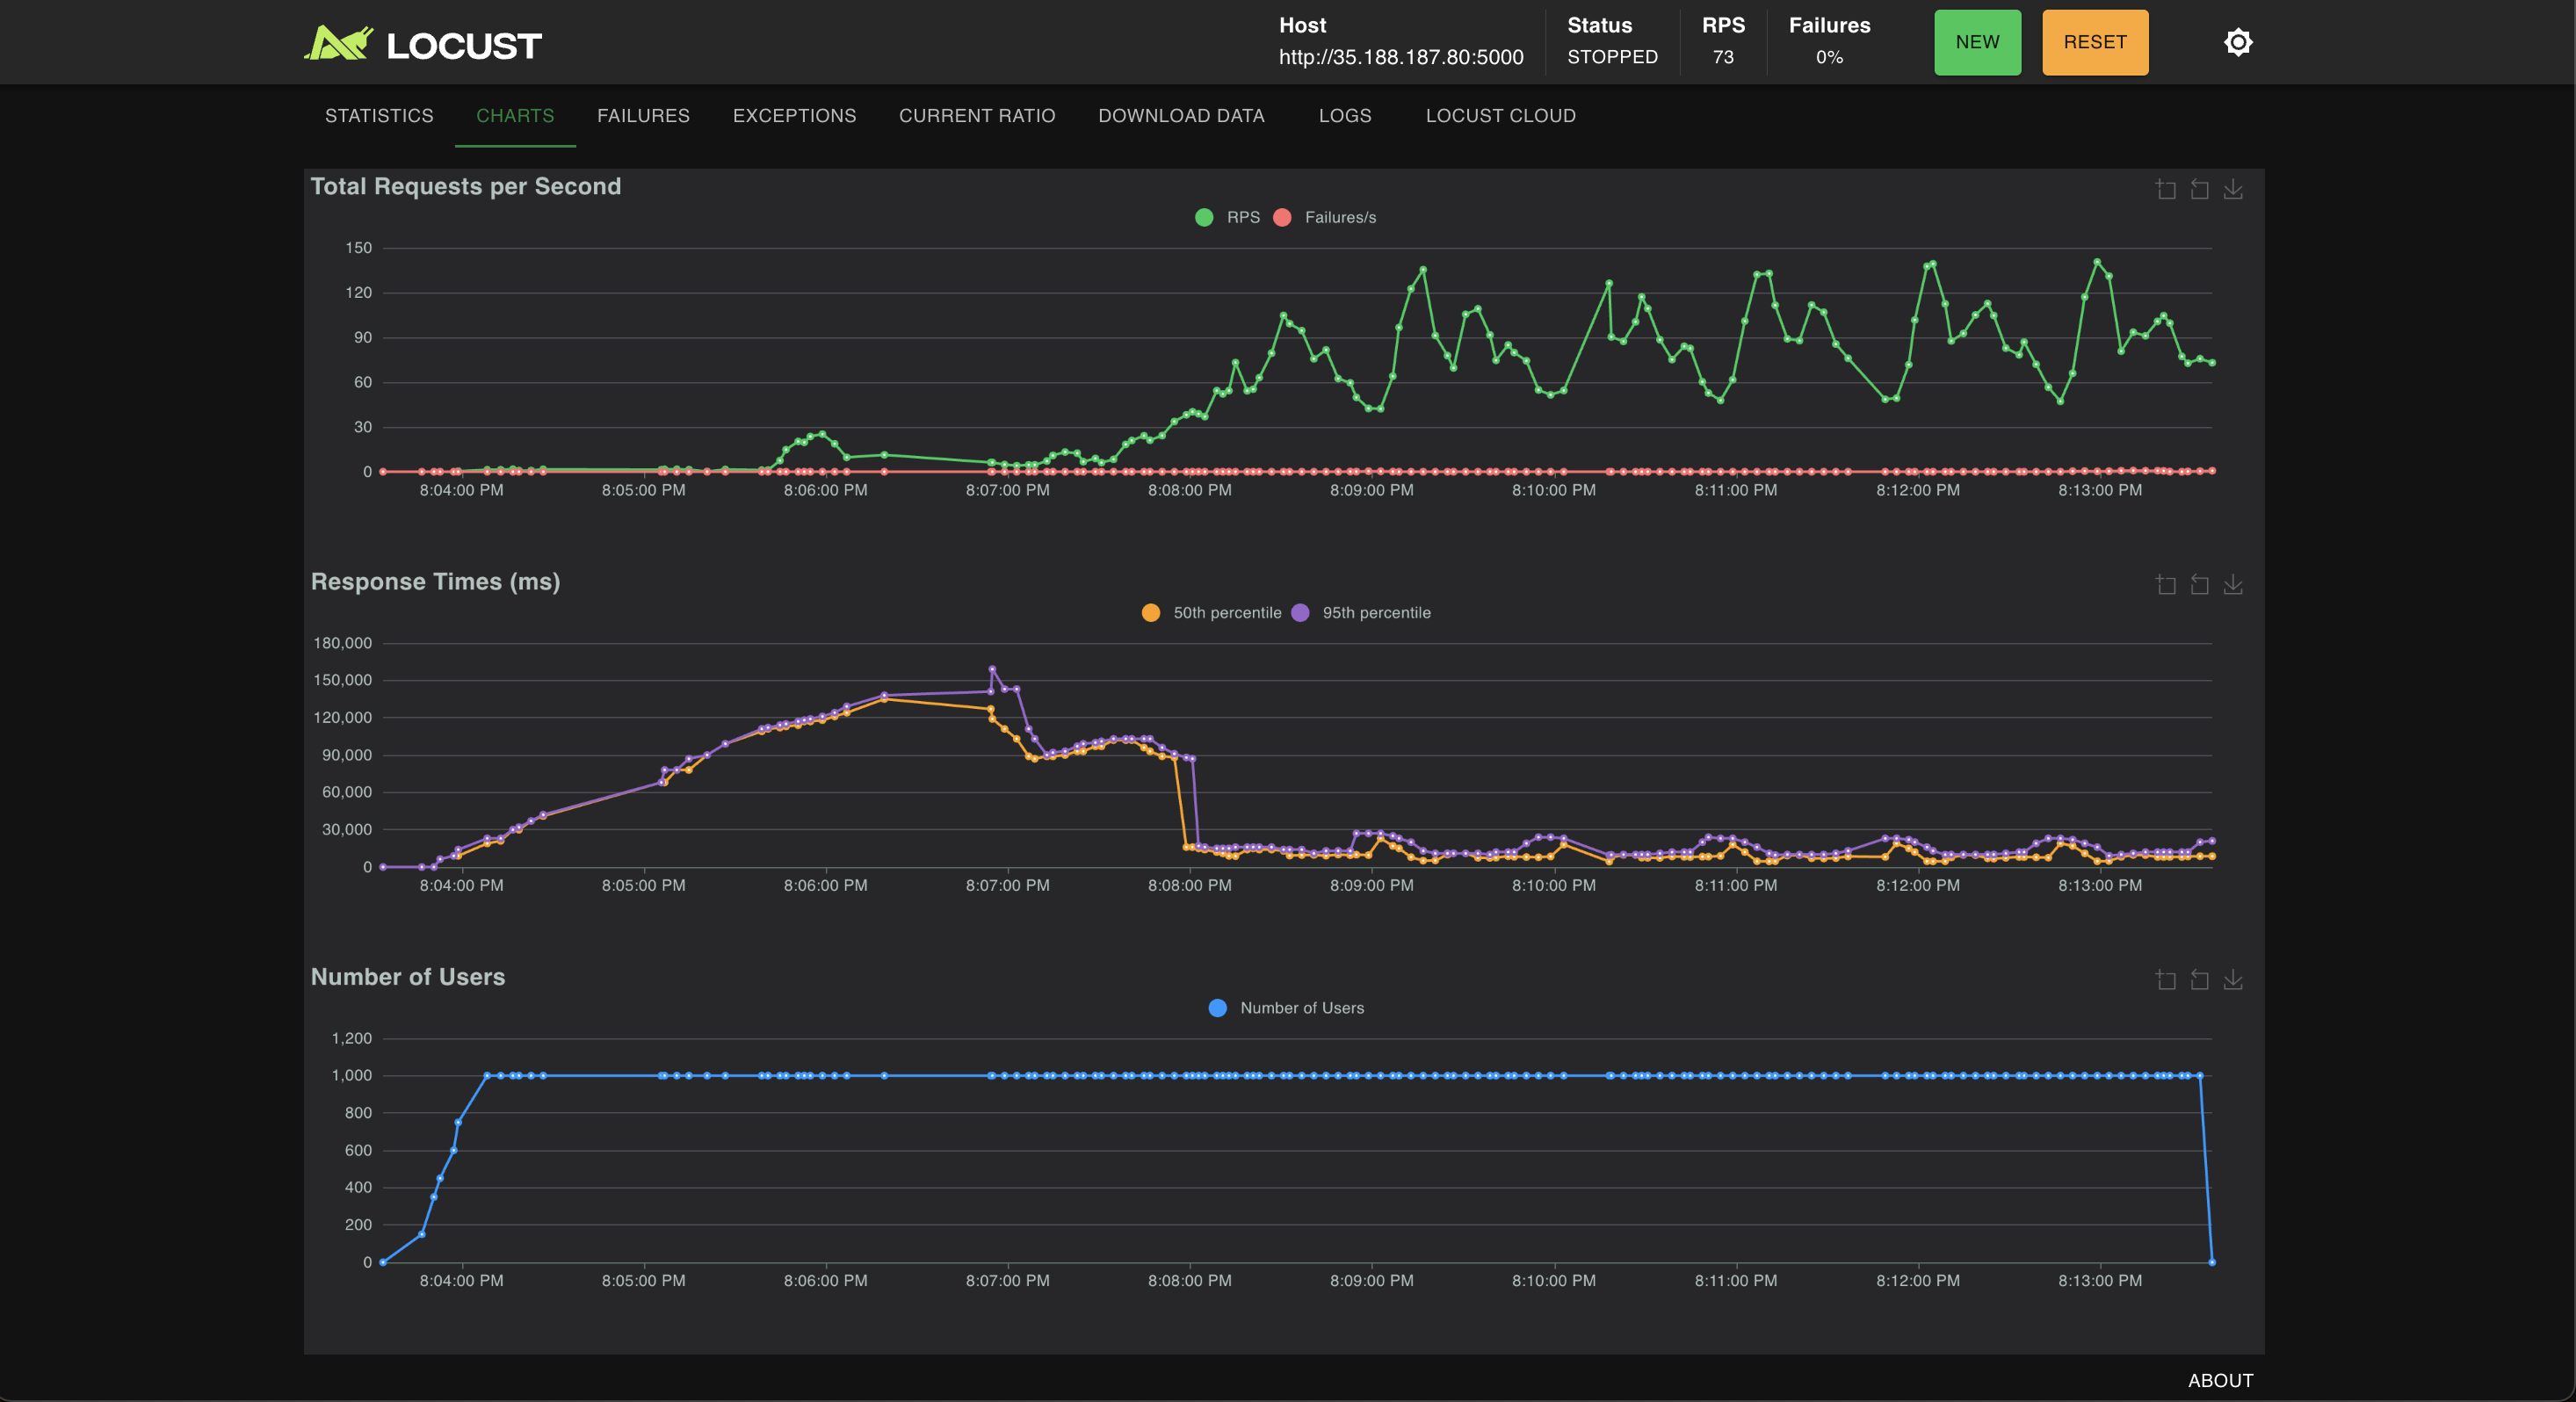 LOCUST
Host
http://35.188.187.80:5000
Status
STOPPED
RPS
73
Failures
0%
NEW
RESET
STATISTICS CHARTS FAILURES EXCEPTIONS CURRENT RATIO DOWNLOAD DATA LOGS LOCUST CLOUD
Total Requests per Second
RPS Failures/s
150
120
90
60
30
0
8:04:00 PM 8:05:00 PM 8:06:00 PM 8:07:00 PM 8:08:00 PM 8:09:00 PM 8:10:00 PM 8:11:00 PM 8:12:00 PM 8:13:00 PM
Response Times (ms)
50th percentile 95th percentile
180,000
150,000
120,000
90,000
60,000
30,000
0
8:04:00 PM 8:05:00 PM 8:06:00 PM 8:07:00 PM 8:08:00 PM 8:09:00 PM 8:10:00 PM 8:11:00 PM 8:12:00 PM 8:13:00 PM
Number of Users
Number of Users
1,200
1,000
800
600
400
200
0
8:04:00 PM 8:05:00 PM 8:06:00 PM 8:07:00 PM 8:08:00 PM 8:09:00 PM 8:10:00 PM 8:11:00 PM 8:12:00 PM 8:13:00 PM
ABOUT